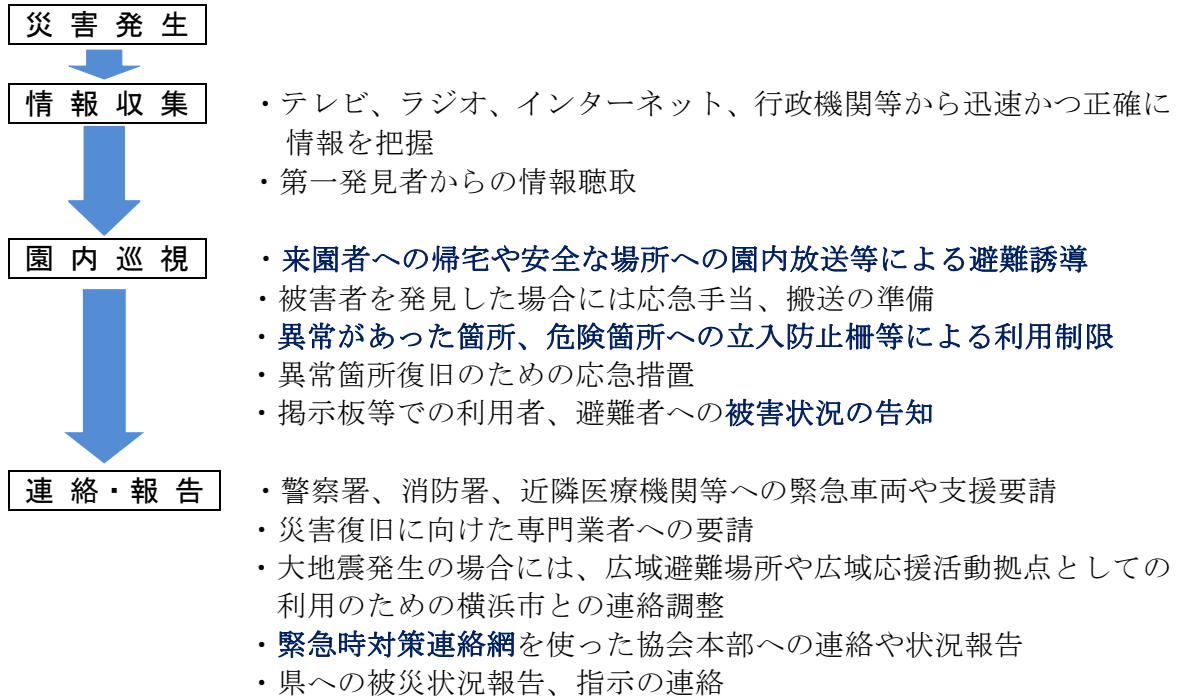 災害発生
情報収集
・テレビ、ラジオ、インターネット、行政機関等から迅速かつ正確に
情報を把握
・第一発見者からの情報聴取
園内巡視
・来園者への帰宅や安全な場所への園内放送等による避難誘導
・被害者を発見した場合には応急手当、搬送の準備
・異常があった箇所、危険箇所への立入防止柵等による利用制限
・異常箇所復旧のための応急措置
・掲示板等での利用者、避難者への被害状況の告知
連絡・報告
・警察署、消防署、近隣医療機関等への緊急車両や支援要請
・災害復旧に向けた専門業者への要請
・大地震発生の場合には、広域避難場所や広域応援活動拠点としての
利用のための横浜市との連絡調整
・緊急時対策連絡網を使った協会本部への連絡や状況報告
・県への被災状況報告、指示の連絡